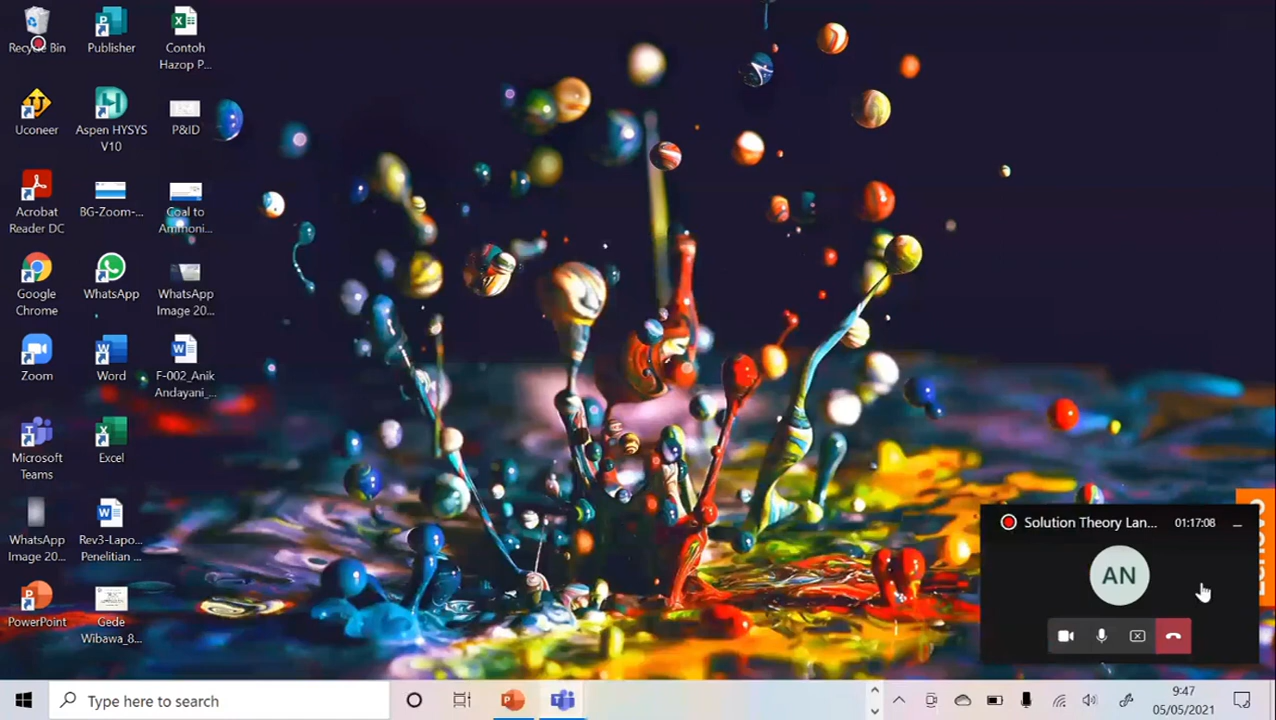 Recycle Bin
Publisher
Contoh
Hazop P...
Uconeer
Aspen HYSYS
V10
P&ID
Acrobat
Reader DC
BG-Zoom-...
Coal to
Ammoni...
Google
Chrome
WhatsApp
WhatsApp
Image 20...
Zoom
Word
F-002_Anik
Andayani_...
Microsoft
Teams
Excel
WhatsApp
Image 20...
Rev3-Lapo...
Penelitian ...
PowerPoint
Gede
Wibawa_8...
Solution Theory Lan...
01:17:08
AN
Lenovo
Type here to search
9:47
05/05/2021